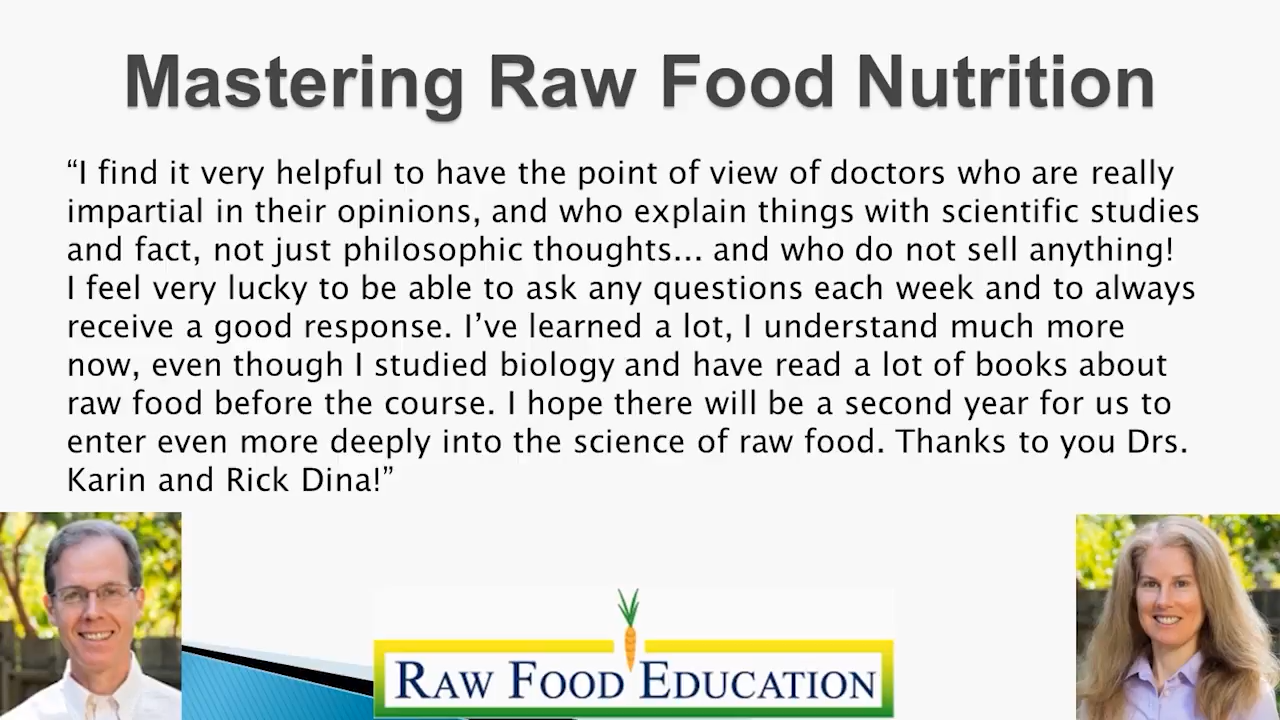 Mastering Raw Food Nutrition
“I find it very helpful to have the point of view of doctors who are really
impartial in their opinions, and who explain things with scientific studies
and fact, not just philosophic thoughts... and who do not sell anything!
I feel very lucky to be able to ask any questions each week and to always
receive a good response. I’ve learned a lot, I understand much more
now, even though I studied biology and have read a lot of books about
raw food before the course. I hope there will be a second year for us to
enter even more deeply into the science of raw food. Thanks to you Drs.
Karin and Rick Dina!”
RAW FOOD EDUCATION